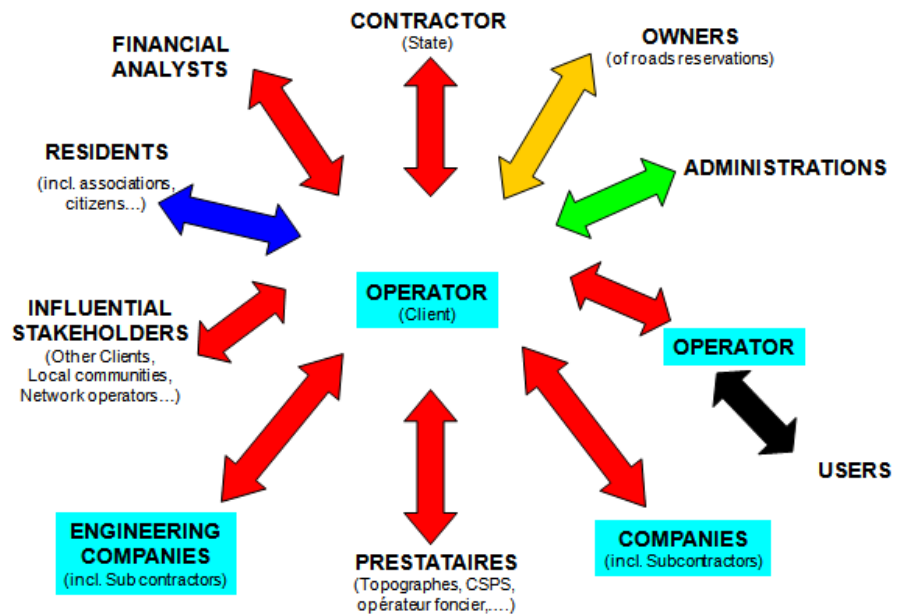 CONTRACTOR
(State)
FINANCIAL
ANALYSTS
OWNERS
(of roads reservations)
RESIDENTS
(incl. associations,
citizens...)
ADMINISTRATIONS
OPERATOR
(Client)
INFLUENTIAL
STAKEHOLDERS
(Other Clients,
Local communities,
Network operators...)
OPERATOR
USERS
ENGINEERING
COMPANIES
(incl. Sub contractors)
PRESTATAIRES
(Topographes, CSPS,
opérateur foncier,....)
COMPANIES
(incl. Subcontractors)